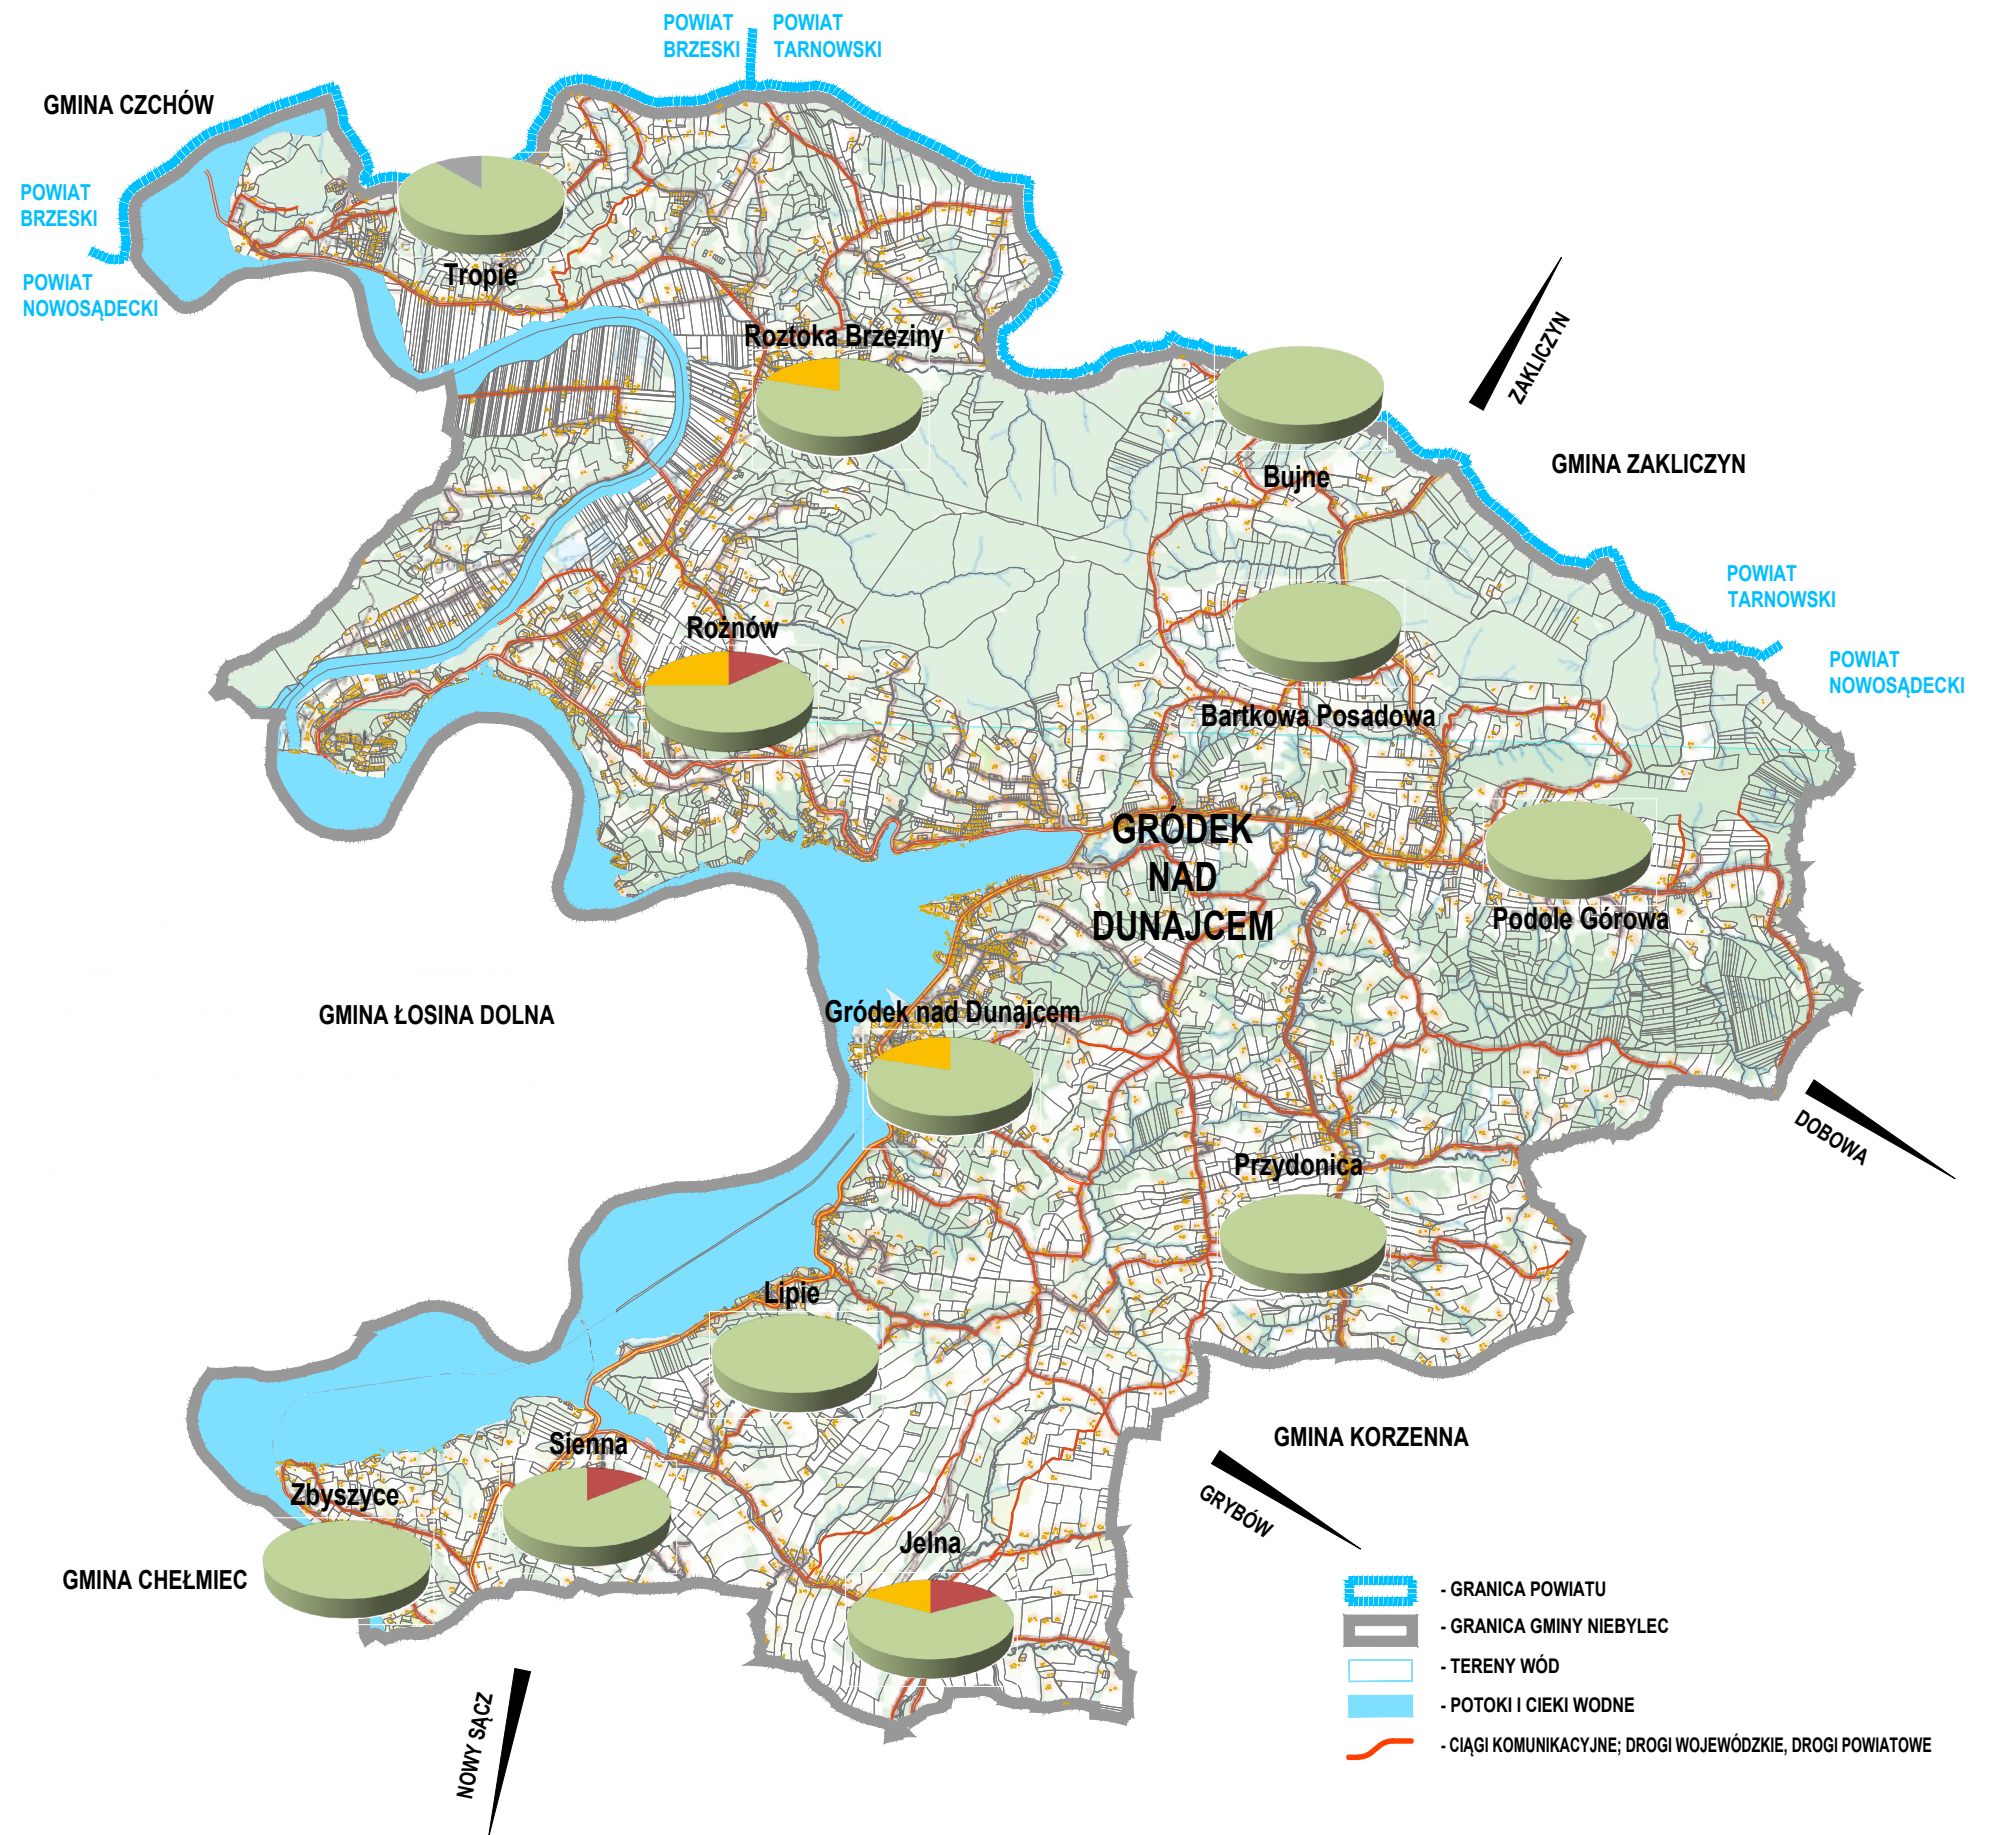 POWIAT
BRZESKI
POWIAT
TARNOWSKI
GMINA CZCHÓW
POWIAT
BRZESKI
POWIAT
NOWOSĄDECKI
Tropie
Roztoka Brzeziny
ZAKLICZYN
GMINA ZAKLICZYN
Bujne
POWIAT
TARNOWSKI
POWIAT
NOWOSĄDECKI
Rożnów
Bartkowa Posadowa
GRÓDEK
NAD
DUNAJCEM
Podole Górowa
GMINA ŁOSINA DOLNA
Gródek nad Dunajcem
DOBOWA
Przydonica
Lipie
GMINA KORZENNA
Sienna
Zbyszyce
GRYBÓW
Jelna
GMINA CHEŁMIEC
NOWY SĄCZ
- GRANICA POWIATU
- GRANICA GMINY NIEBYLEC
- TERENY WÓD
- POTOKI I CIEKI WODNE
- CIĄGI KOMUNIKACYJNE; DROGI WOJEWÓDZKIE, DROGI POWIATOWE